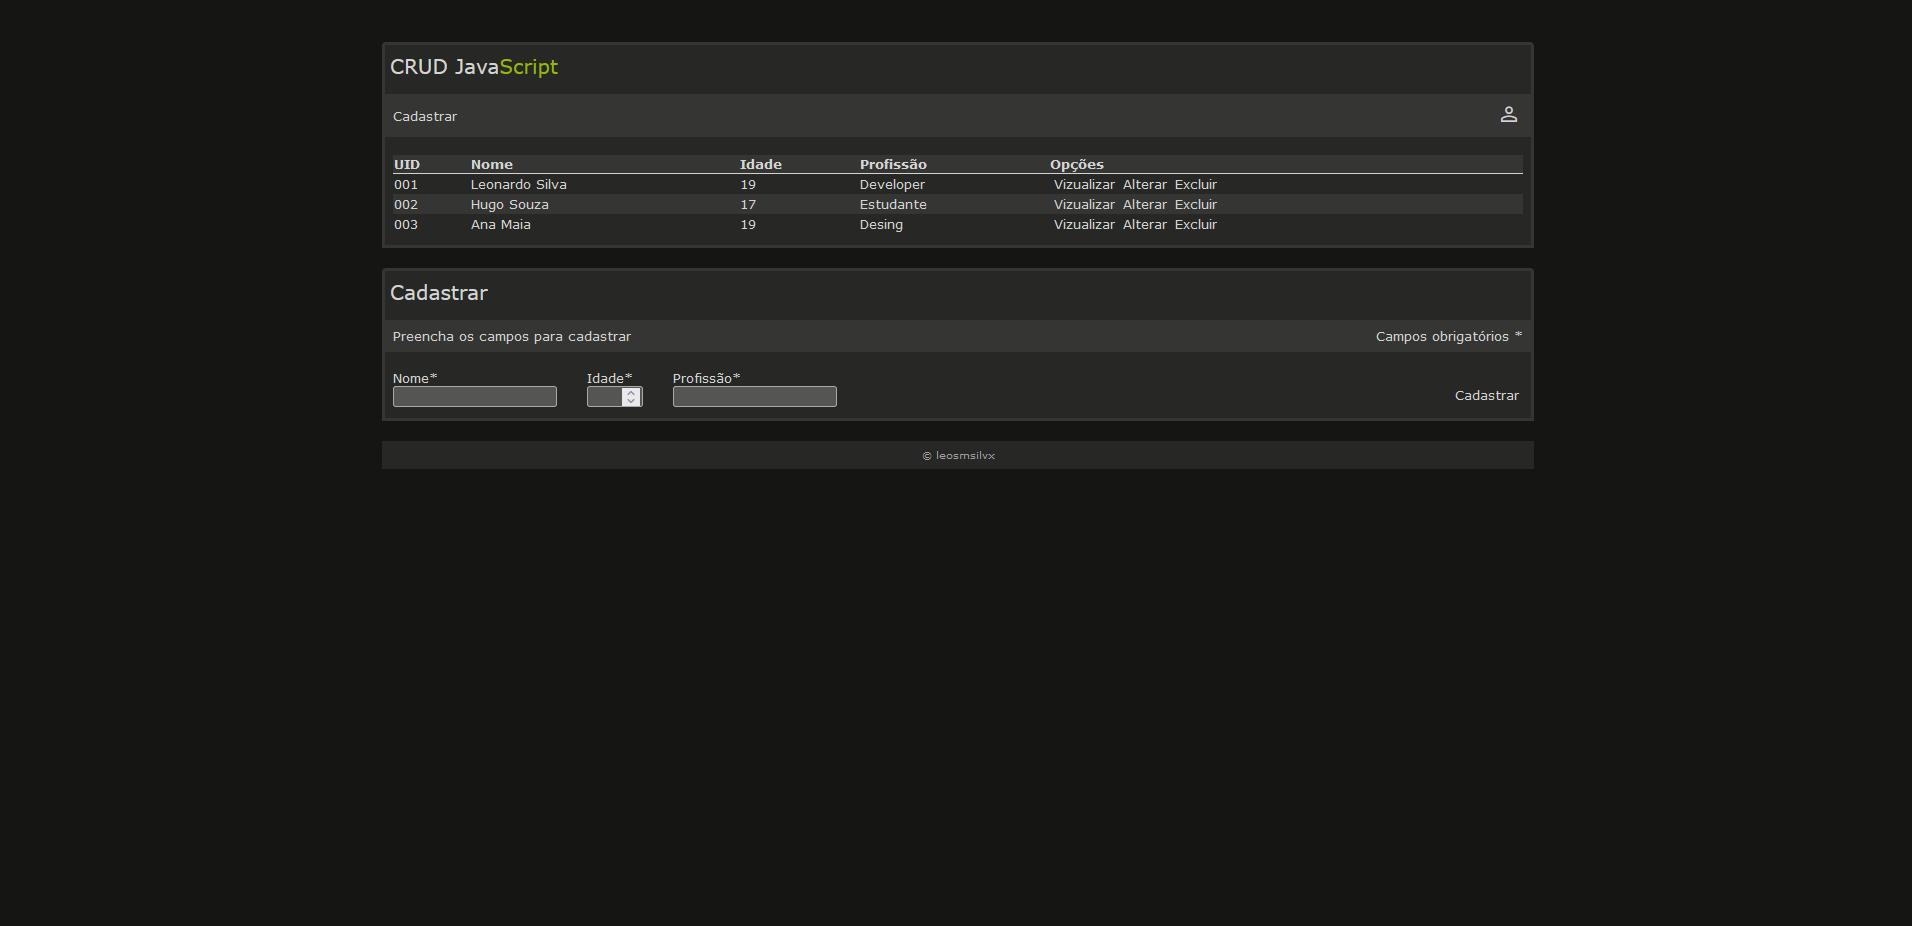 CRUD JavaScript
Cadastrar
UID Nome Idade Profissão Opções
001 Leonardo Silva 19 Developer Vizualizar Alterar Excluir
002 Hugo Souza 17 Estudante Vizualizar Alterar Excluir
003 Ana Maia 19 Desing Vizualizar Alterar Excluir
Cadastrar
Preencha os campos para cadastrar Campos obrigatórios *
Nome* Idade* Profissão*
Cadastrar
© leosmsilvx